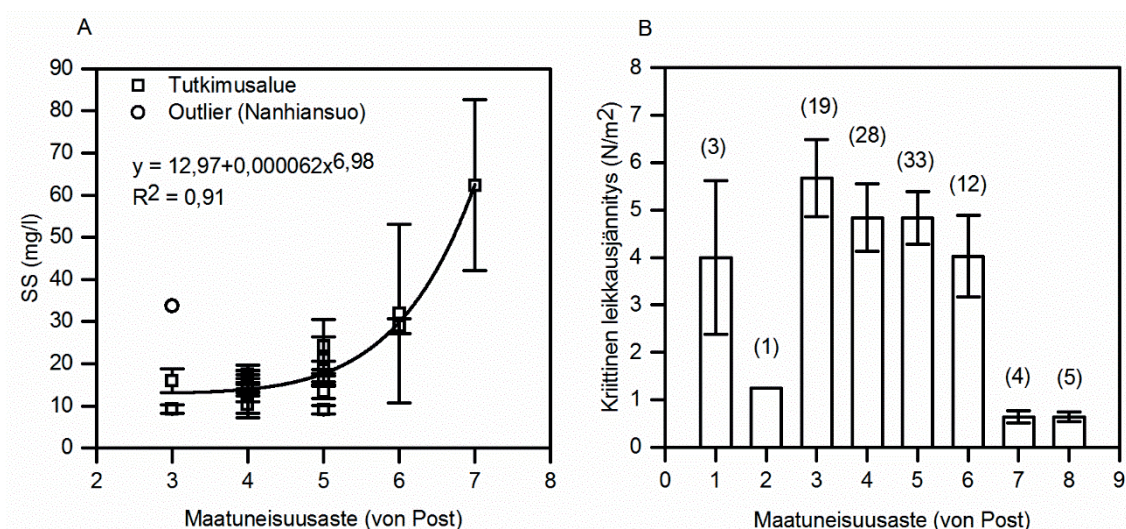 A
90
80
70
60
50
40
30
20
10
0
SS (mg/l)
Tutkimusalue
Outlier (Nanhiansuo)
y = 12,97+0,000062x^6,98
R^2 = 0,91
2 3 4 5 6 7 8
Maatuneisuusaste (von Post)
B
8
7
6
5
4
3
2
1
0
Kriittinen leikkausjännitys (N/m2)
(3)
(1)
(19)
(28)
(33)
(12)
(4)
(5)
0 1 2 3 4 5 6 7 8 9
Maatuneisuusaste (von Post)